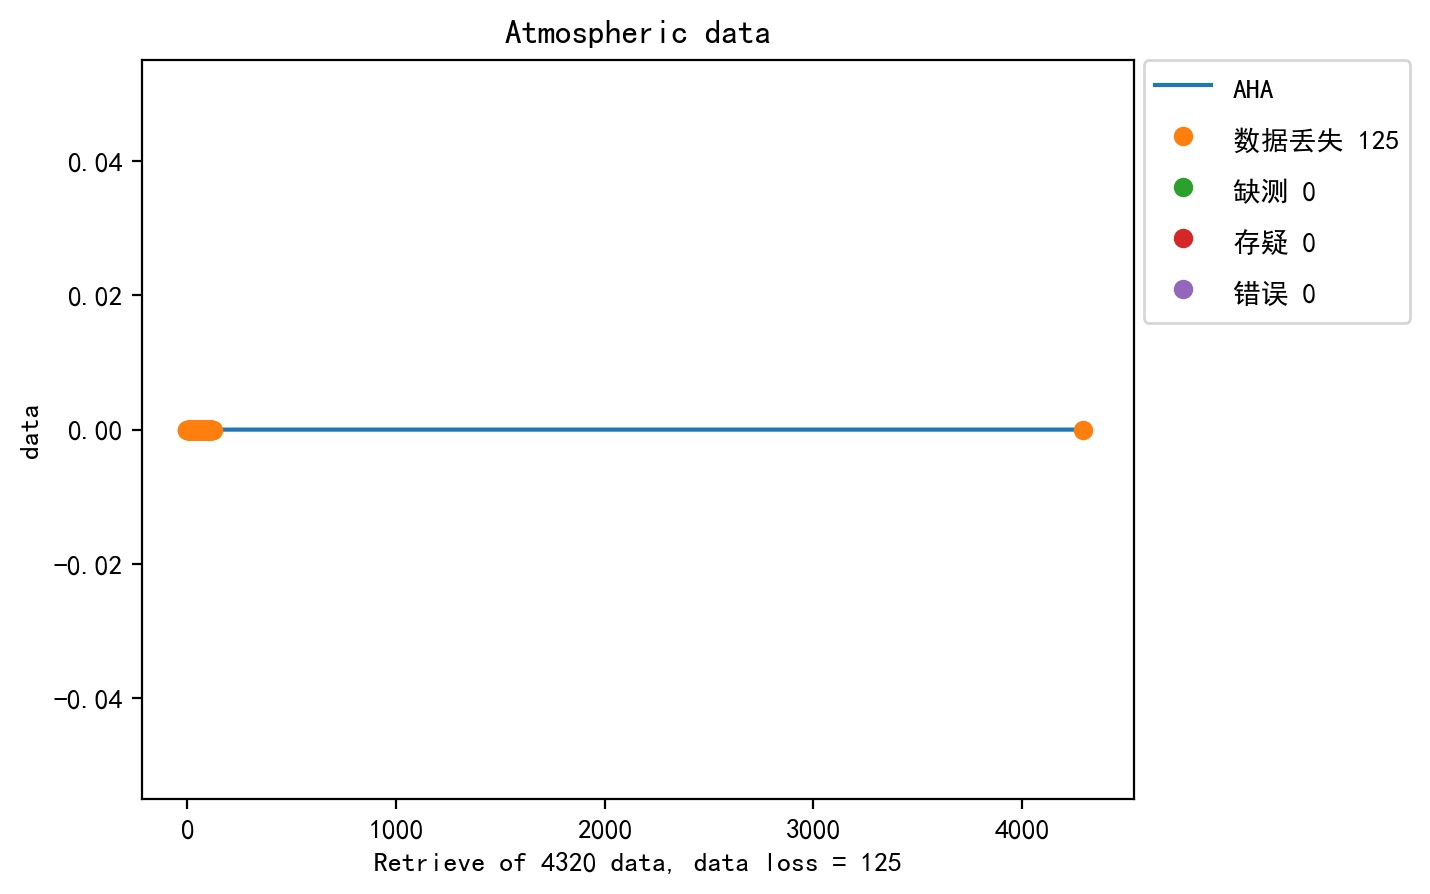 Atmospheric data
AHA
数据丢失 125
缺测 0
存疑 0
错误 0
data
0.04
0.02
0.00
-0.02
-0.04
0 1000 2000 3000 4000
Retrieve of 4320 data, data loss = 125